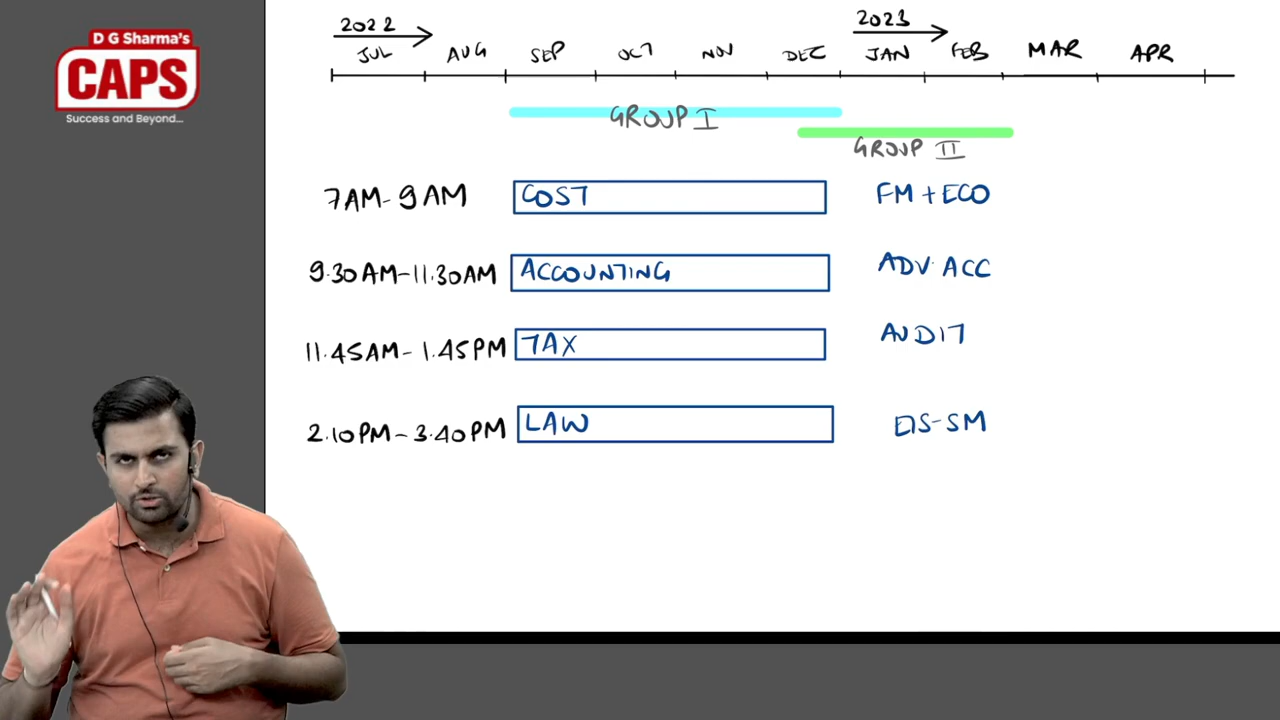 D G Sharma's
CAPS
Success and Beyond...
2022
2023
JUL AUG SEP OCT NOV DEC JAN FEB MAR APR
GROUP I
GROUP II
7AM-9AM COST FM+ECO
9.30AM-11.30AM ACCOUNTING ADV. ACC
11.45AM-1.45PM TAX AUDIT
2.10PM-3.40PM LAW EIS-SM